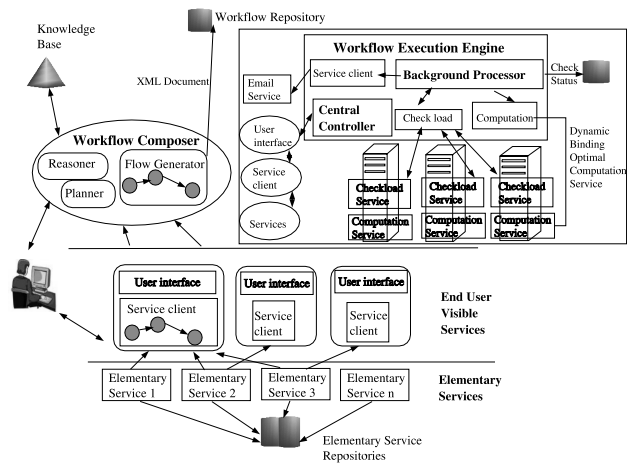 Knowledge
Base
Workflow Repository
XML Document
Workflow Composer
Reasoner
Planner
Flow Generator
Workflow Execution Engine
Email
Service
Service client
Background Processor
Check
Status
Central
Controller
User
interface
Check load
Computation
Service
client
Services
Dynamic
Binding
Optimal
Computation
Service
Checkload
Service
Computation
Service
Checkload
Service
Computation
Service
Checkload
Service
Computation
Service
User interface
Service client
User interface
Service
client
User interface
Service
client
End User
Visible
Services
Elementary
Service 1
Elementary
Service 2
Elementary
Service 3
Elementary
Service n
Elementary
Services
Elementary Service
Repositories